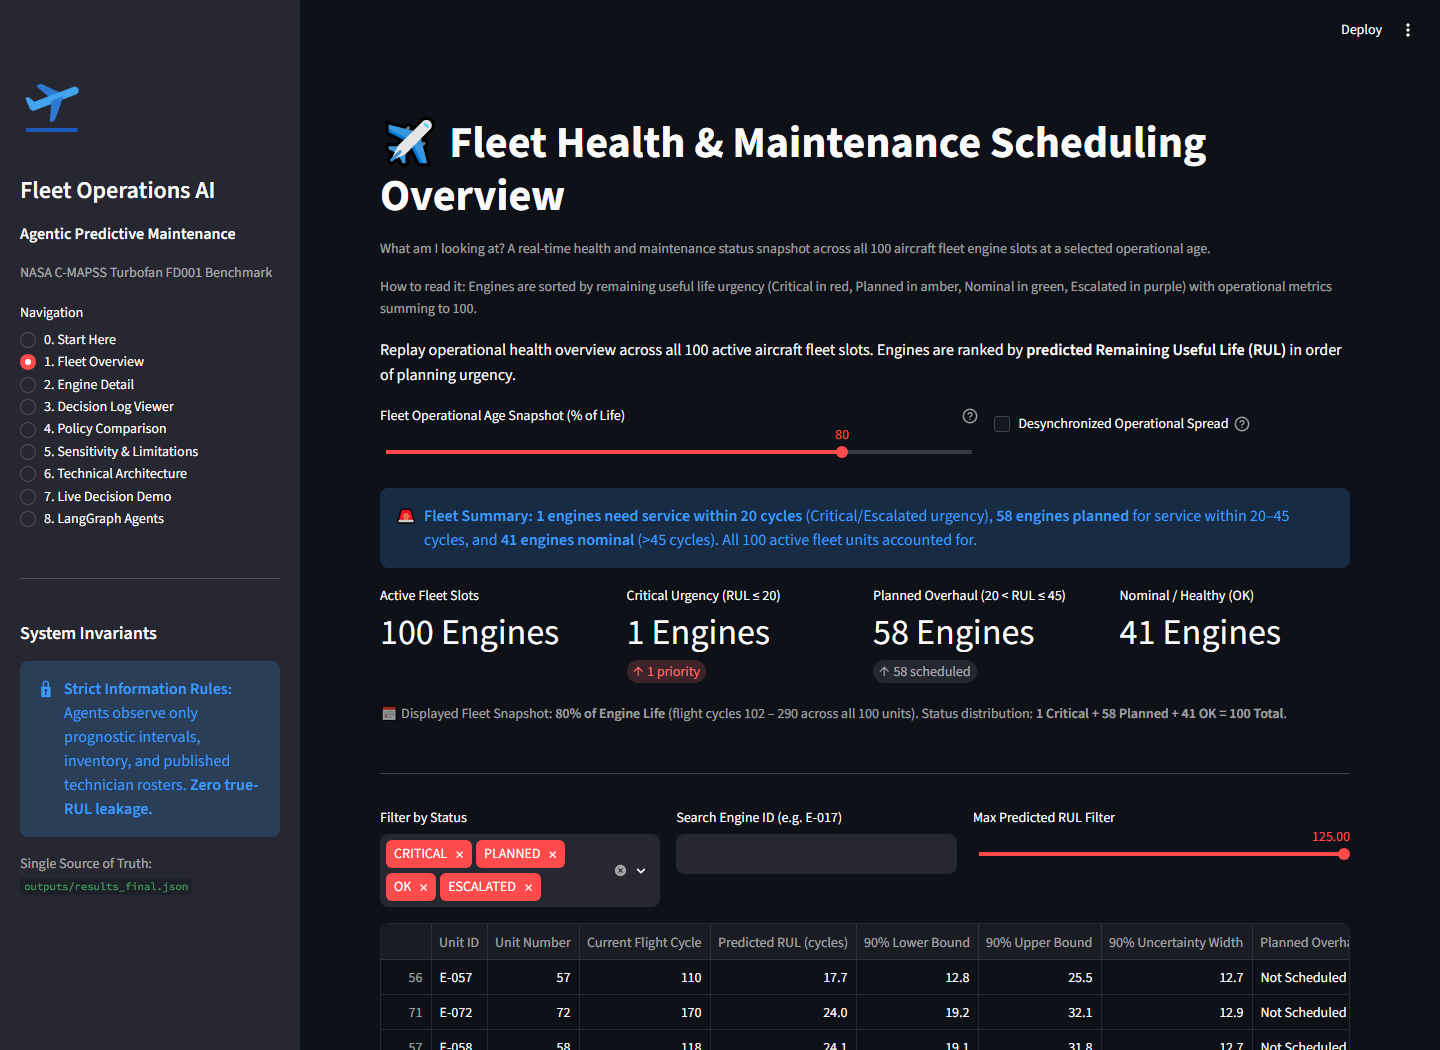 Deploy
Fleet Operations AI
Agentic Predictive Maintenance
NASA C-MAPSS Turbofan FD001 Benchmark
Navigation
0. Start Here
1. Fleet Overview
2. Engine Detail
3. Decision Log Viewer
4. Policy Comparison
5. Sensitivity & Limitations
6. Technical Architecture
7. Live Decision Demo
8. LangGraph Agents
System Invariants
Strict Information Rules:
Agents observe only
prognostic intervals,
inventory, and published
technician rosters. Zero true-
RUL leakage.
Single Source of Truth:
outputs/results_final.json
Fleet Health & Maintenance Scheduling
Overview
What am I looking at? A real-time health and maintenance status snapshot across all 100 aircraft fleet engine slots at a selected operational age.
How to read it: Engines are sorted by remaining useful life urgency (Critical in red, Planned in amber, Nominal in green, Escalated in purple) with operational metrics
summing to 100.
Replay operational health overview across all 100 active aircraft fleet slots. Engines are ranked by predicted Remaining Useful Life (RUL) in order
of planning urgency.
Fleet Operational Age Snapshot (% of Life)
80
Desynchronized Operational Spread
Fleet Summary: 1 engines need service within 20 cycles (Critical/Escalated urgency), 58 engines planned for service within 20–45
cycles, and 41 engines nominal (>45 cycles). All 100 active fleet units accounted for.
Active Fleet Slots Critical Urgency (RUL ≤ 20) Planned Overhaul (20 < RUL ≤ 45) Nominal / Healthy (OK)
100 Engines 1 Engines 58 Engines 41 Engines
↑ 1 priority ↑ 58 scheduled
Displayed Fleet Snapshot: 80% of Engine Life (flight cycles 102 – 290 across all 100 units). Status distribution: 1 Critical + 58 Planned + 41 OK = 100 Total.
Filter by Status Search Engine ID (e.g. E-017) Max Predicted RUL Filter
125.00
CRITICAL × PLANNED ×
OK × ESCALATED ×
Unit ID Unit Number Current Flight Cycle Predicted RUL (cycles) 90% Lower Bound 90% Upper Bound 90% Uncertainty Width Planned Overha
56 E-057 57 110 17.7 12.8 25.5 12.7 Not Scheduled
71 E-072 72 170 24.0 19.2 32.1 12.9 Not Scheduled
57 E-058 58 118 24.1 19.1 31.8 12.7 Not Scheduled